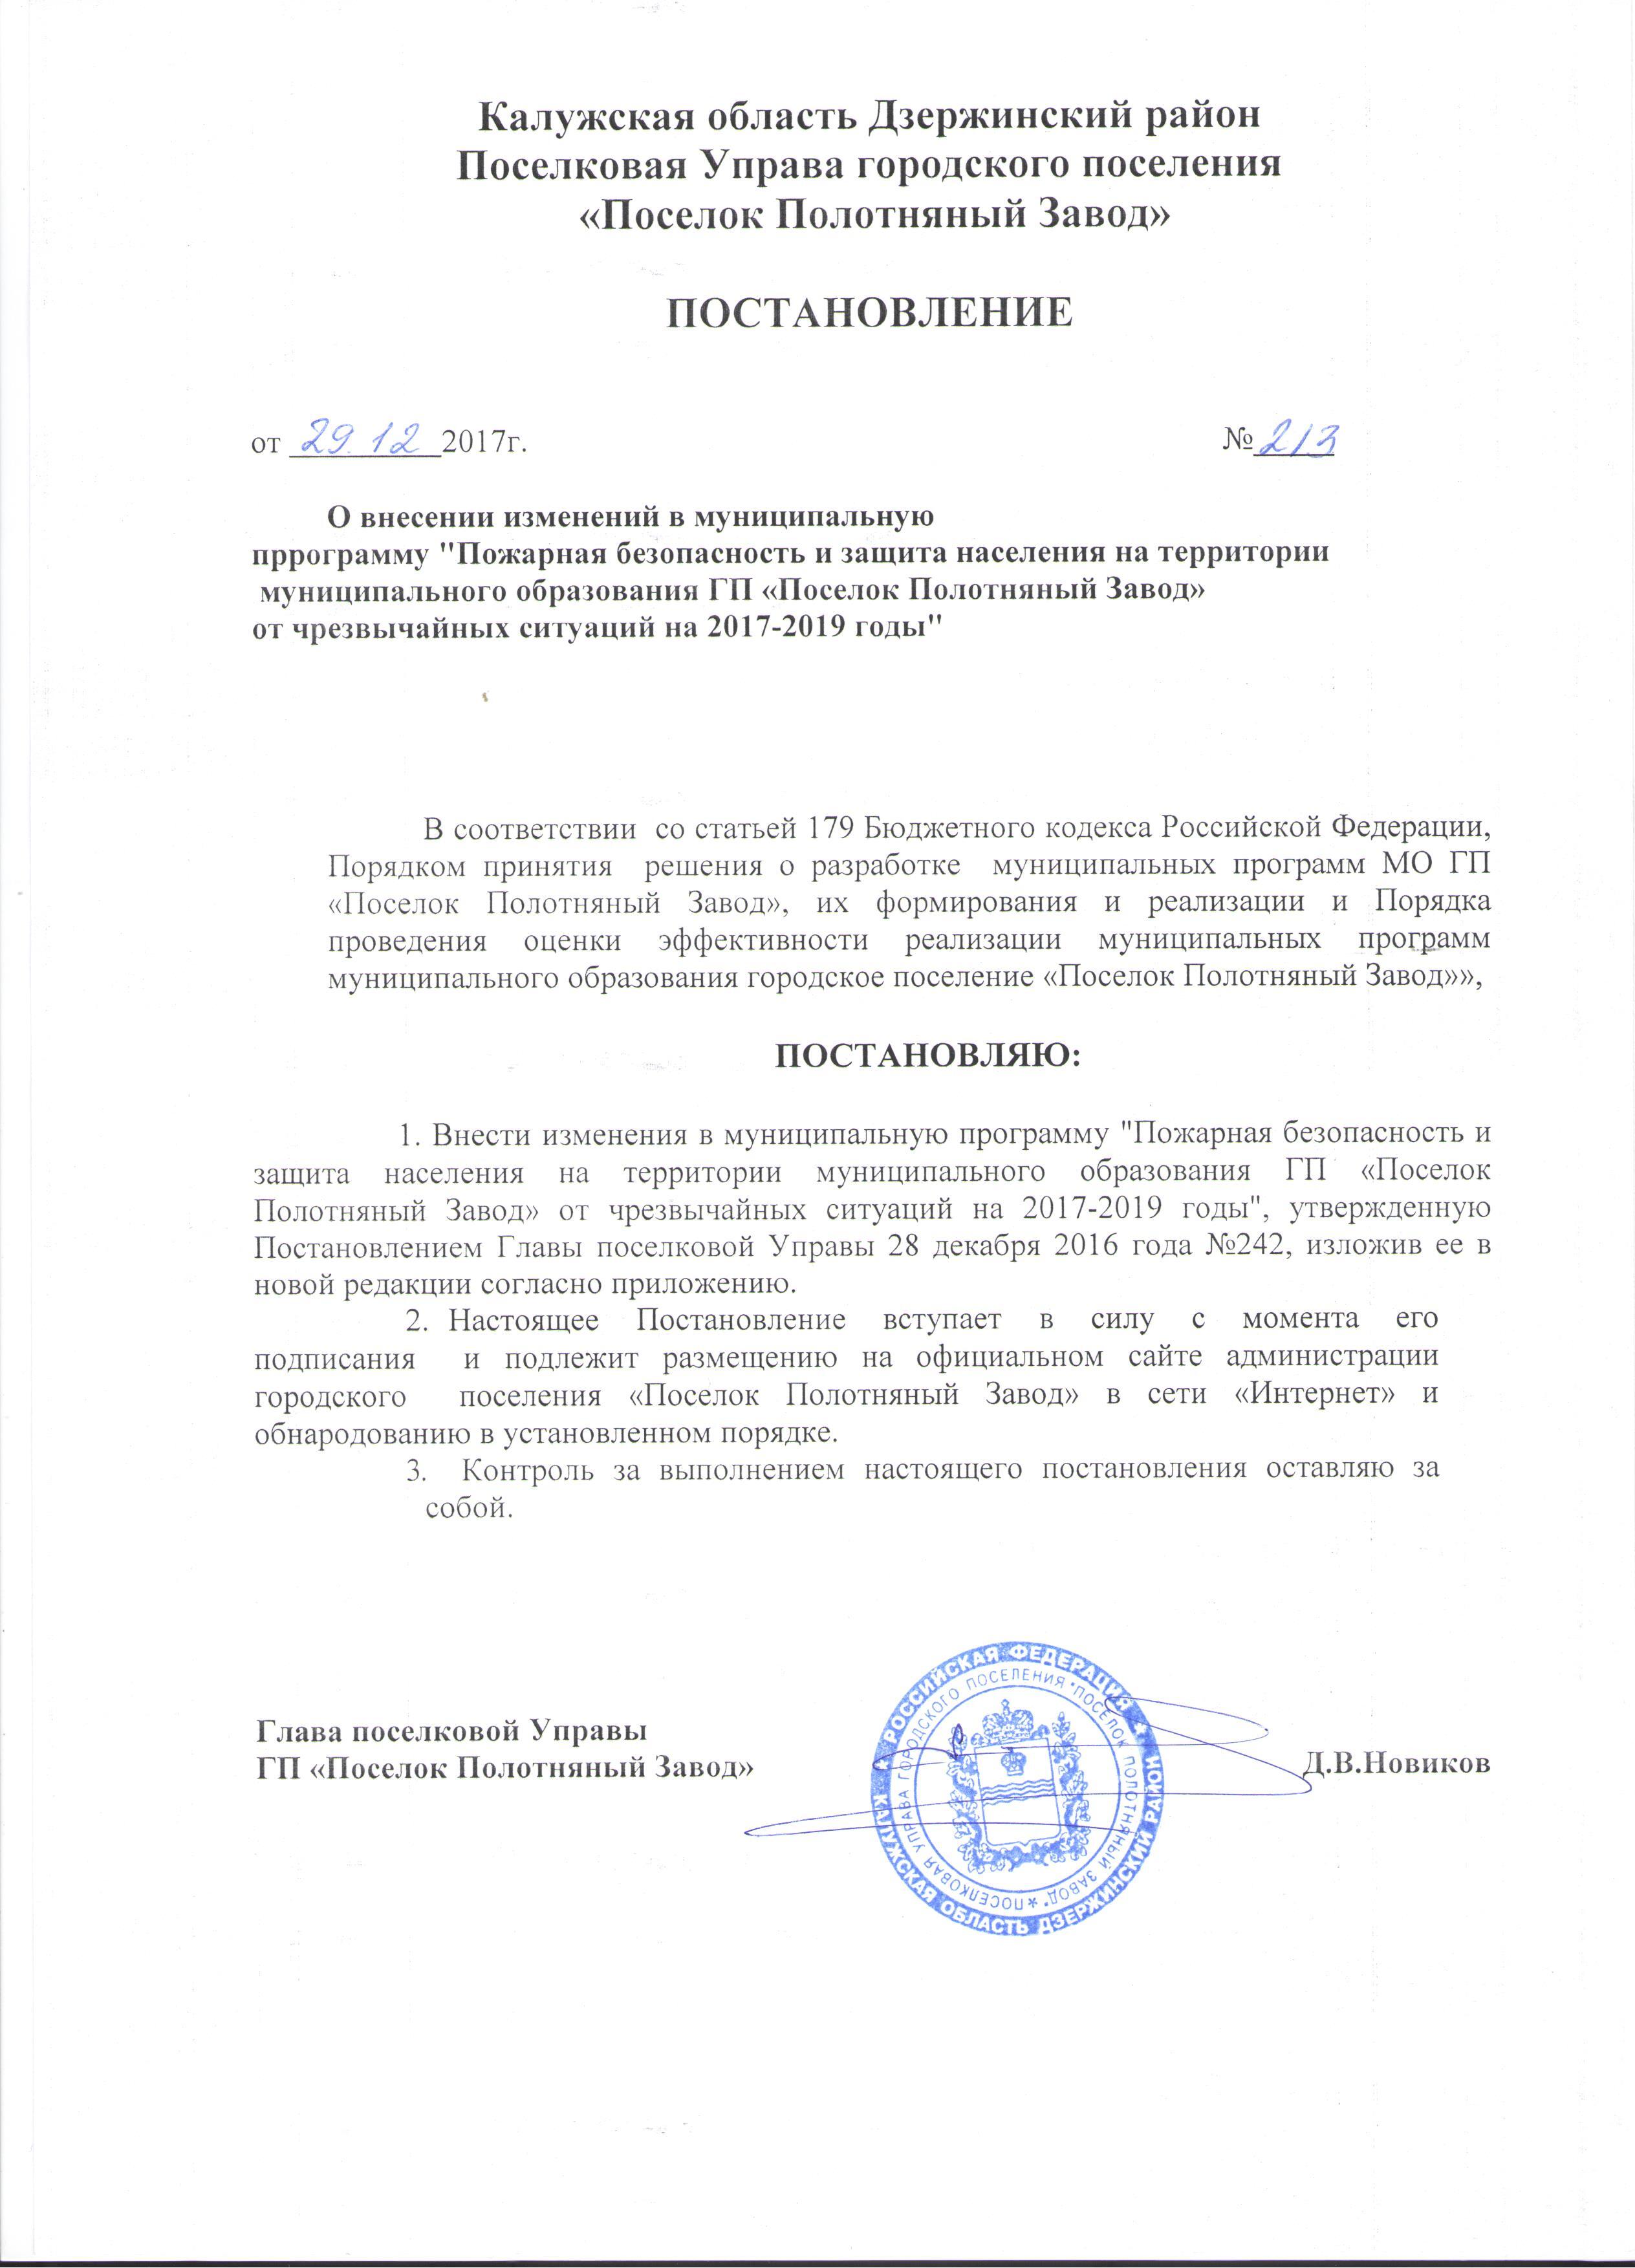 Калужская область Дзержинский район
Поселковая Управа городского поселения
«Поселок Полотняный Завод»
ПОСТАНОВЛЕНИЕ
от 29.12 2017г. № 213
О внесении изменений в муниципальную
пррограмму "Пожарная безопасность и защита населения на территории
муниципального образования ГП «Поселок Полотняный Завод»
от чрезвычайных ситуаций на 2017-2019 годы"
В соответствии со статьей 179 Бюджетного кодекса Российской Федерации,
Порядком принятия решения о разработке муниципальных программ МО ГП
«Поселок Полотняный Завод», их формирования и реализации и Порядка
проведения оценки эффективности реализации муниципальных программ
муниципального образования городское поселение «Поселок Полотняный Завод»»,
ПОСТАНОВЛЯЮ:
1. Внести изменения в муниципальную программу "Пожарная безопасность и
защита населения на территории муниципального образования ГП «Поселок
Полотняный Завод» от чрезвычайных ситуаций на 2017-2019 годы", утвержденную
Постановлением Главы поселковой Управы 28 декабря 2016 года №242, изложив ее в
новой редакции согласно приложению.
2. Настоящее Постановление вступает в силу с момента его
подписания и подлежит размещению на официальном сайте администрации
городского поселения «Поселок Полотняный Завод» в сети «Интернет» и
обнародованию в установленном порядке.
3. Контроль за выполнением настоящего постановления оставляю за
собой.
Глава поселковой Управы
ГП «Поселок Полотняный Завод» Д.В.Новиков
РОССИЙСКАЯ ФЕДЕРАЦИЯ * КАЛУЖСКАЯ ОБЛАСТЬ ДЗЕРЖИНСКИЙ РАЙОН *
*ПОСЕЛКОВАЯ УПРАВА ГОРОДСКОГО ПОСЕЛЕНИЯ "ПОСЕЛОК ПОЛОТНЯНЫЙ ЗАВОД"